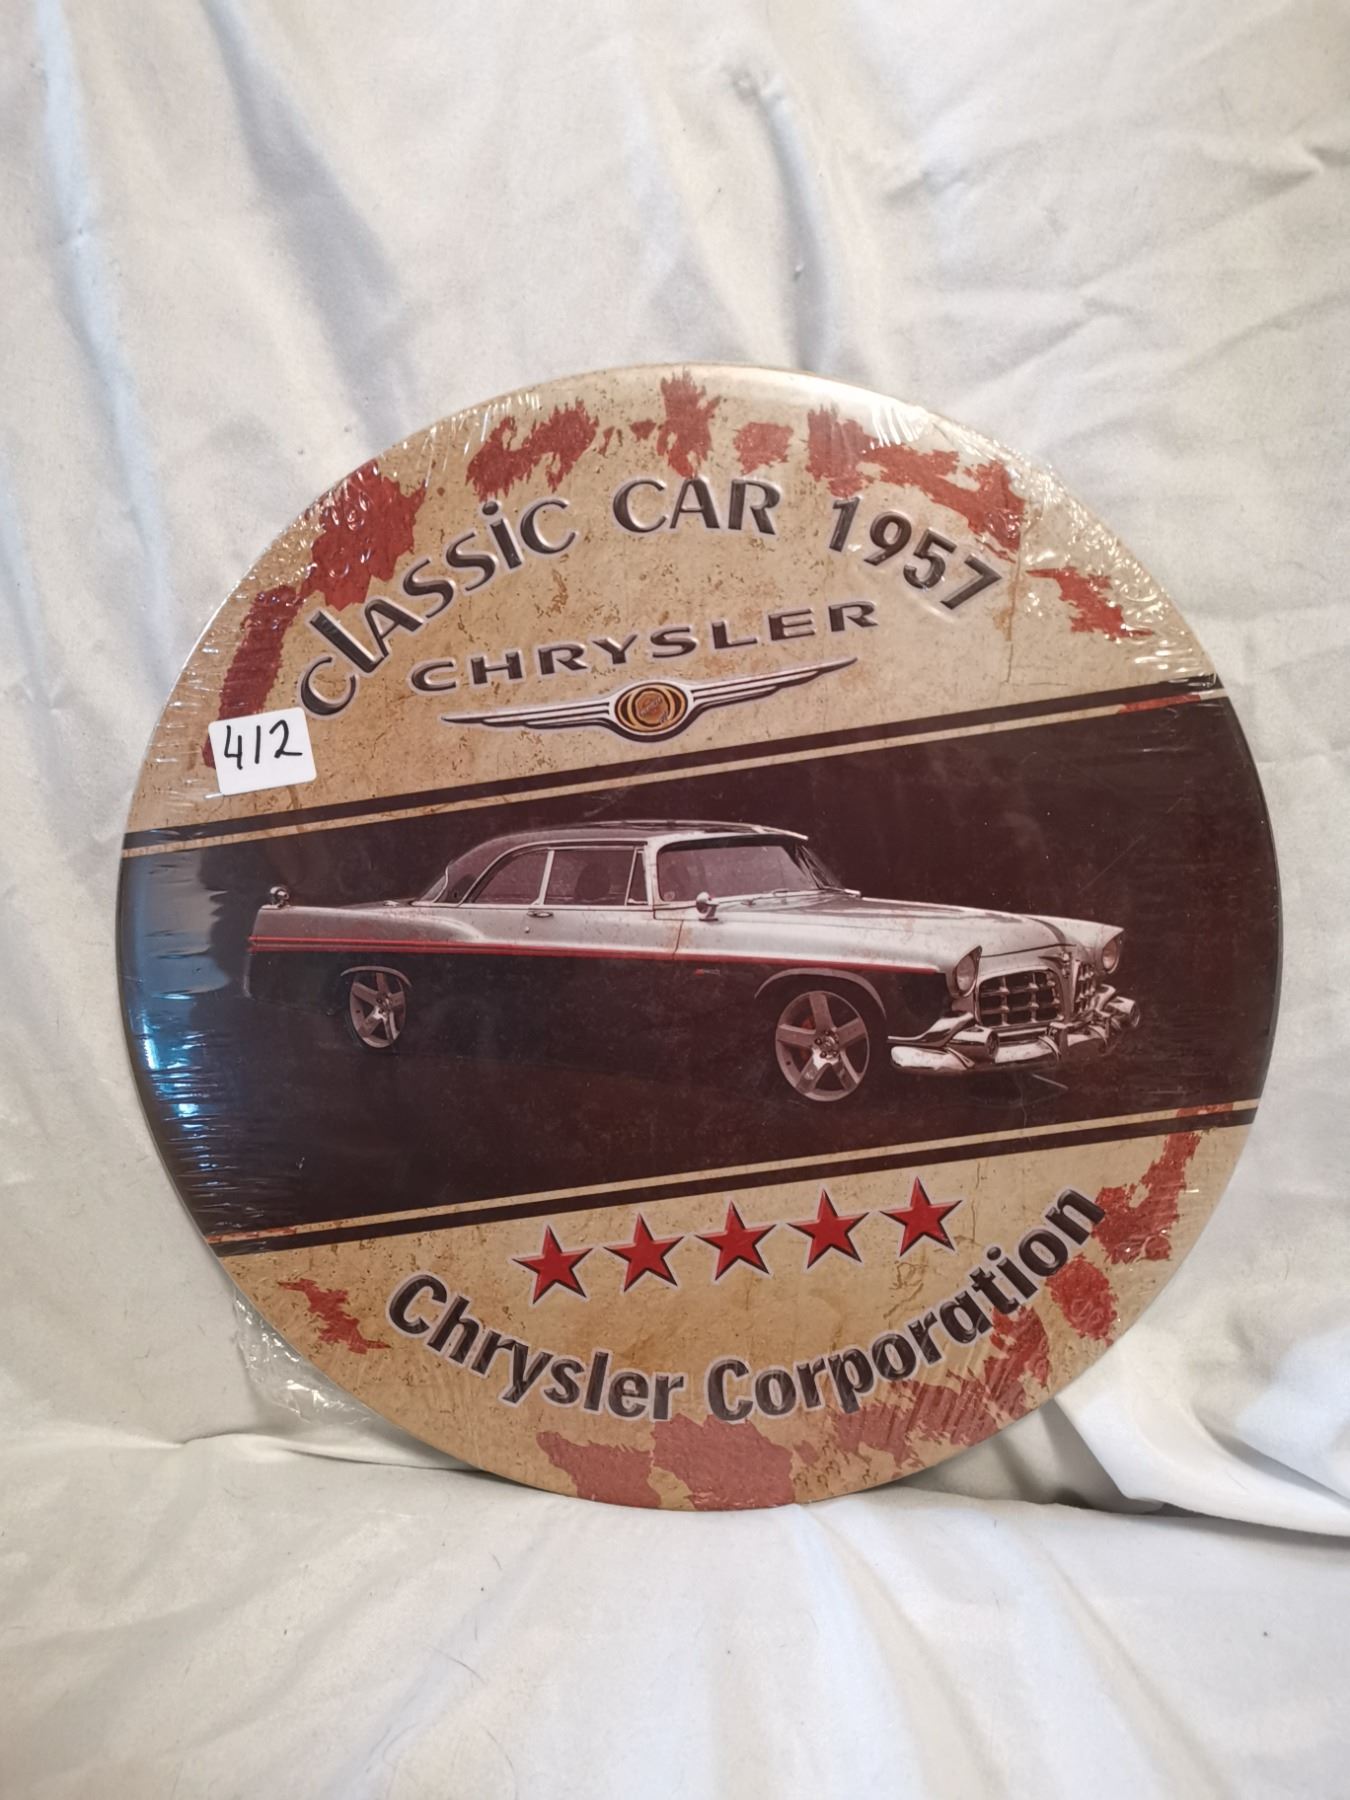 CLASSiC CAR 1957
CHRYSLER
412
Chrysler Corporation